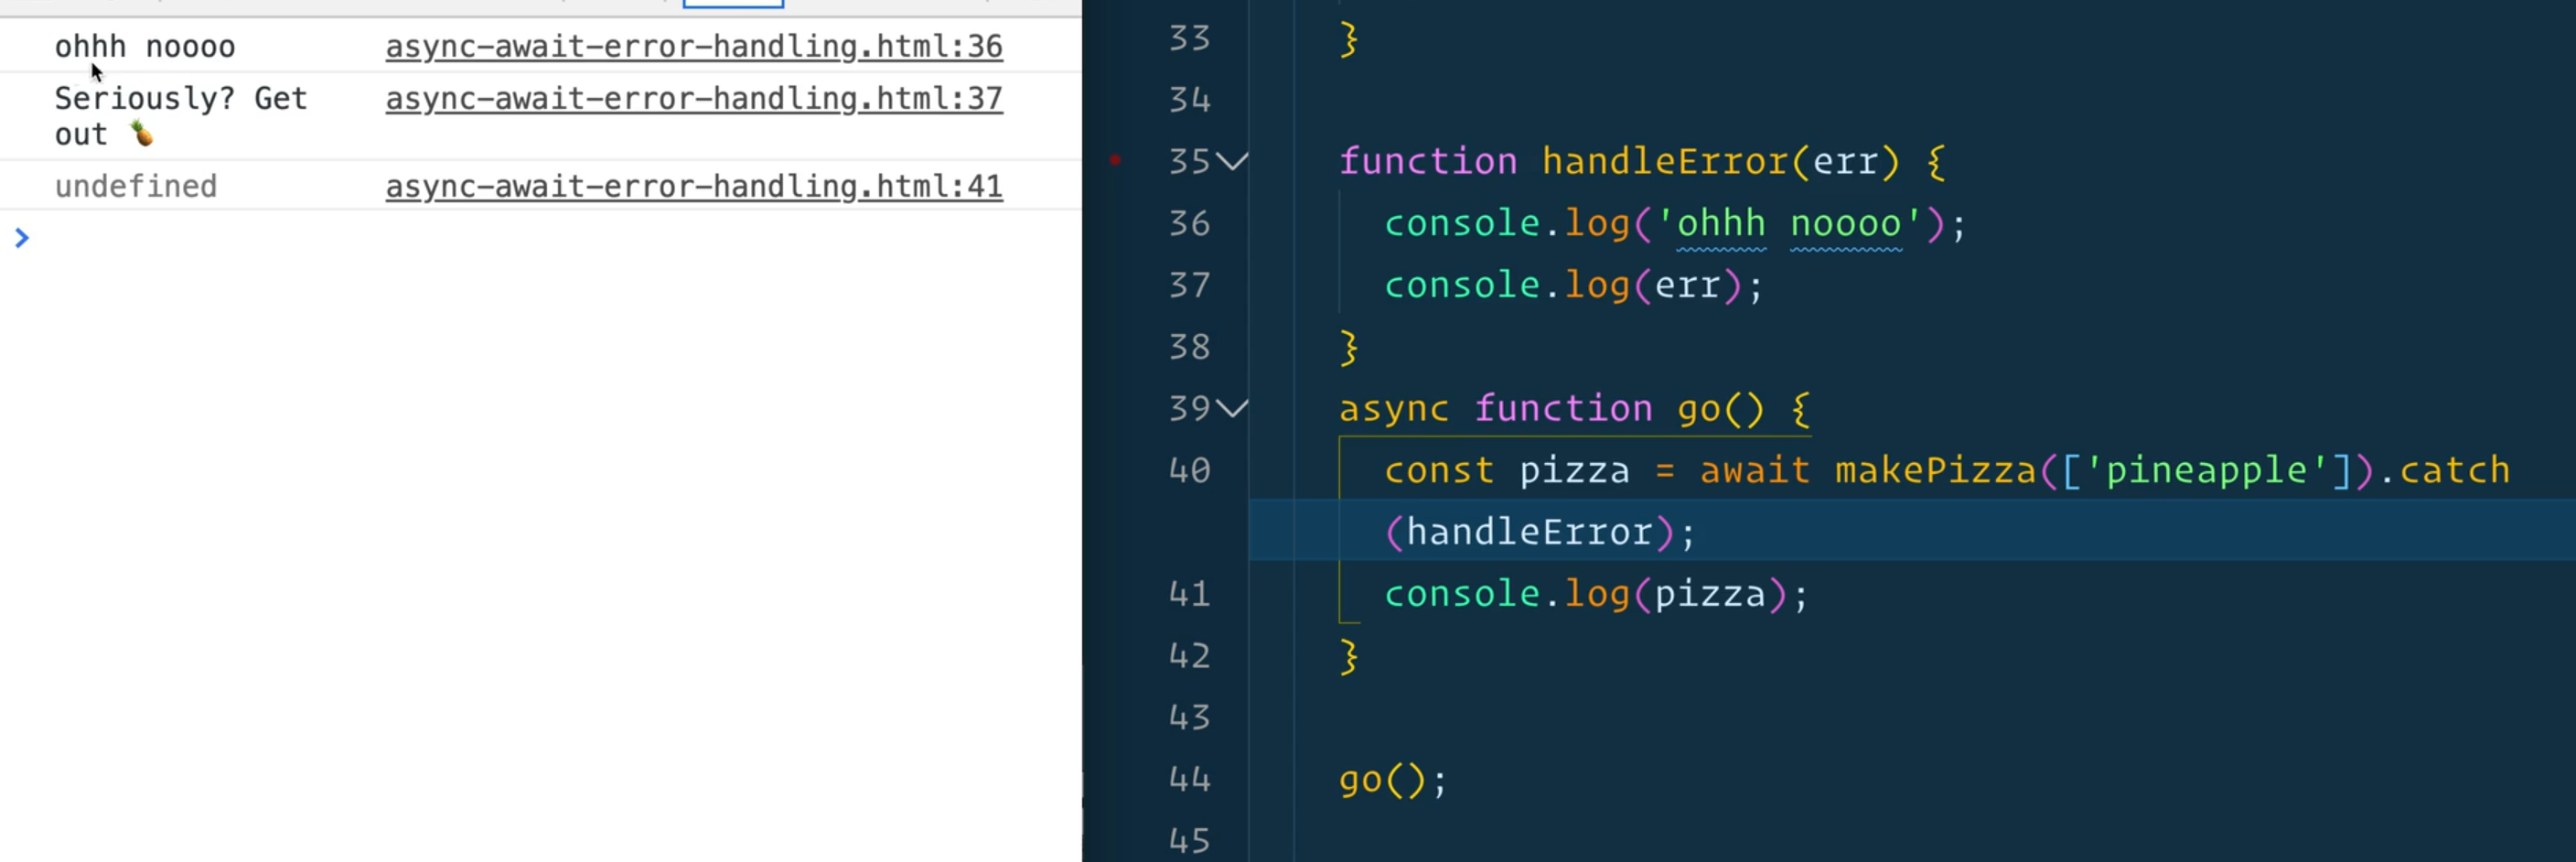 ohhh noooo async-await-error-handling.html:36
Seriously? Get async-await-error-handling.html:37
out 🍍
undefined async-await-error-handling.html:41
>
33 }
34
35 function handleError(err) {
36 console.log('ohhh noooo');
37 console.log(err);
38 }
39 async function go() {
40 const pizza = await makePizza(['pineapple']).catch
(handleError);
41 console.log(pizza);
42 }
43
44 go();
45